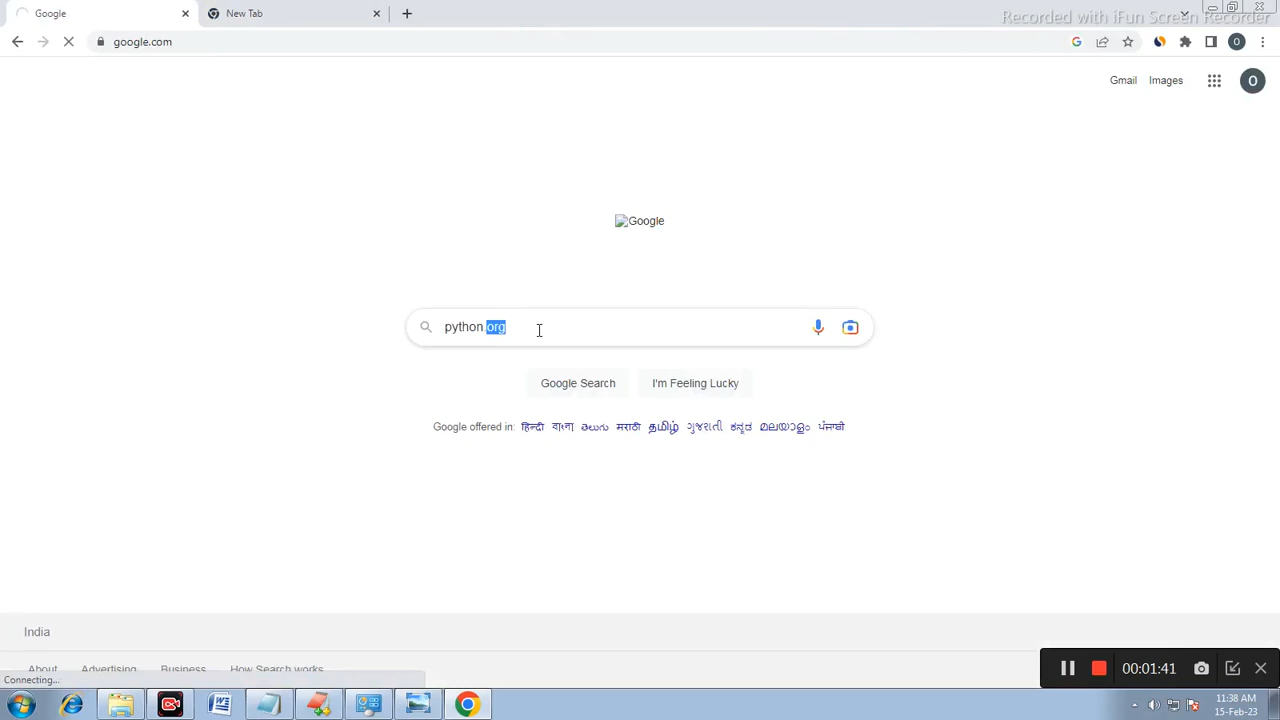 Google
New Tab
Recorded with iFun Screen Recorder
google.com
O
Gmail
Images
O
Google
python.org
Google Search
I'm Feeling Lucky
Google offered in: हिन्दी বাংলা తెలుగు मराठी தமிழ் ગુજરાતી ಕನ್ನಡ മലയാളം ਪੰਜਾਬੀ
India
About Advertising Business How Search works
Connecting...
00:01:41
11:38 AM
15-Feb-23